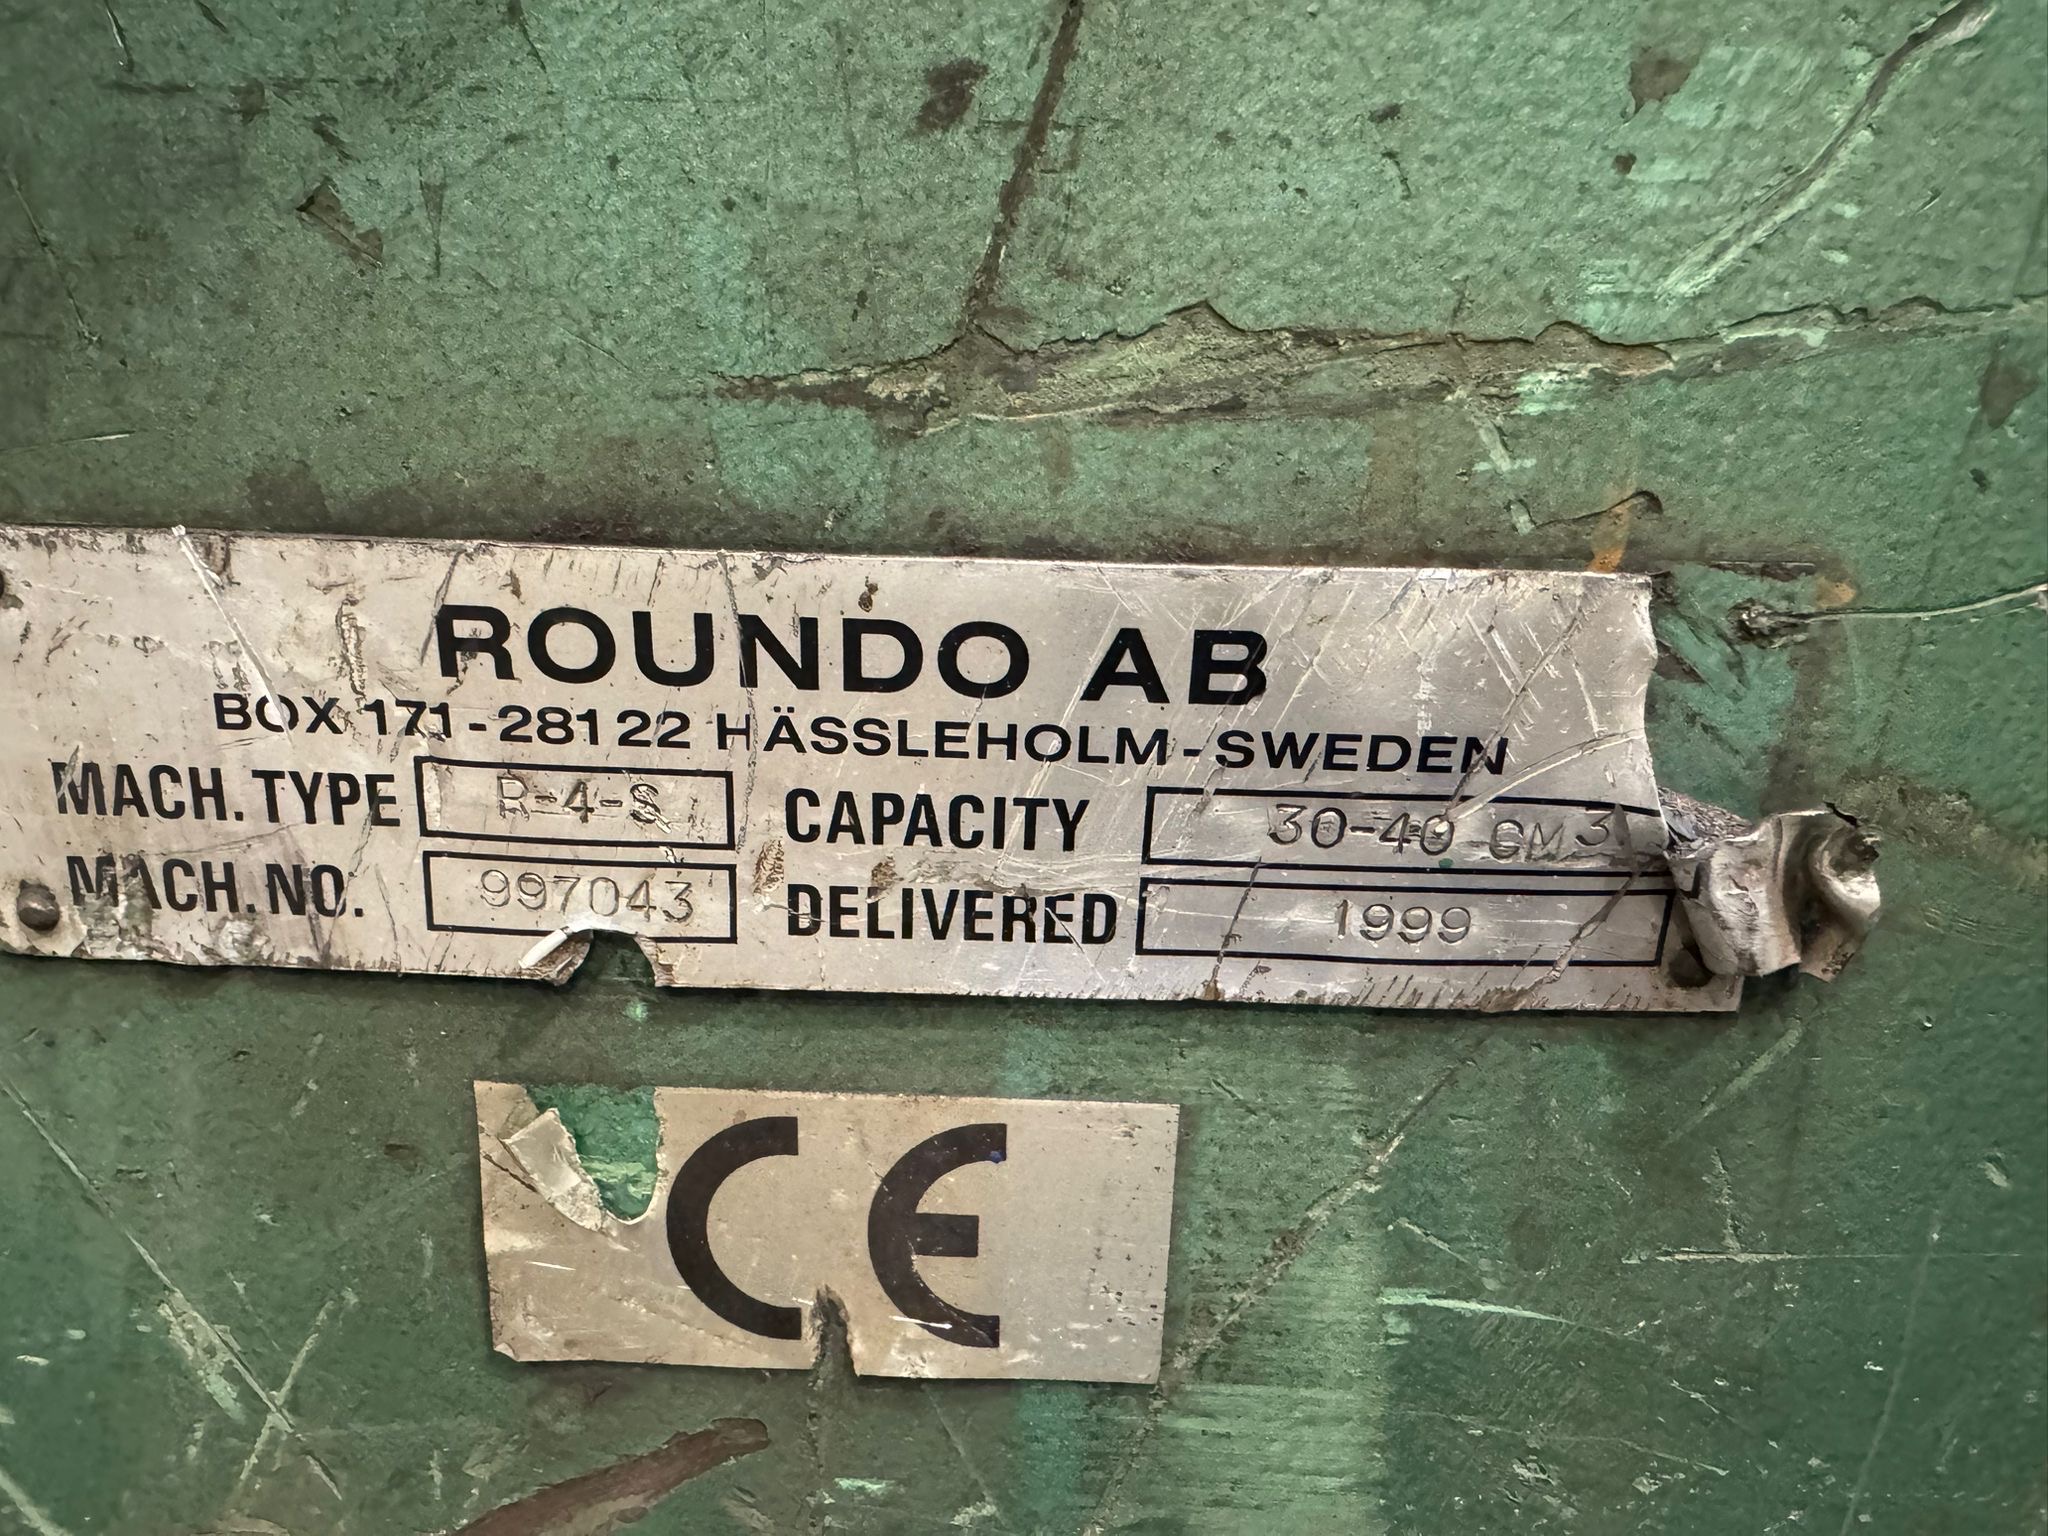 ROUNDO AB
BOX 171-28122 HÄSSLEHOLM-SWEDEN
MACH. TYPE R-4-S CAPACITY 30-40 CM3
MACH. NO. 997043 DELIVERED 1999
CE